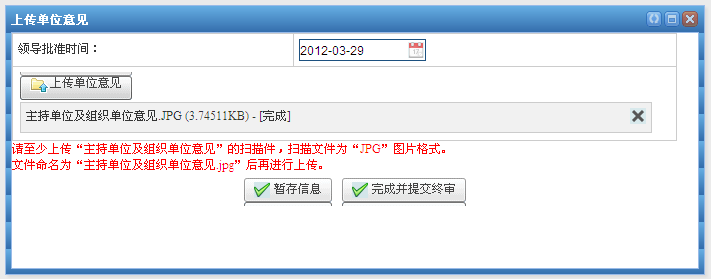 上传单位意见
领导批准时间：
2012-03-29
上传单位意见
主持单位及组织单位意见.JPG (3.74511KB) - [完成]
请至少上传“主持单位及组织单位意见”的扫描件，扫描文件为“JPG”图片格式。
文件命名为“主持单位及组织单位意见.jpg”后再进行上传。
暂存信息 完成并提交终审